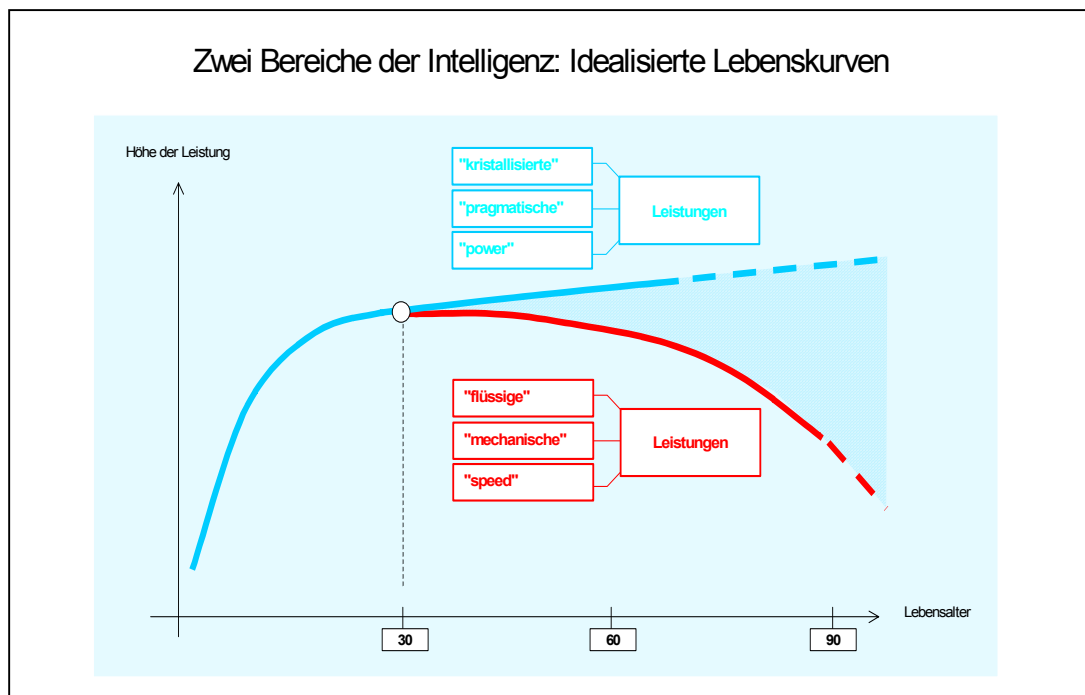 Zwei Bereiche der Intelligenz: Idealisierte Lebenskurven
Höhe der Leistung
"kristallisierte"
"pragmatische"
"power"
Leistungen
"flüssige"
"mechanische"
"speed"
Leistungen
Lebensalter
30
60
90